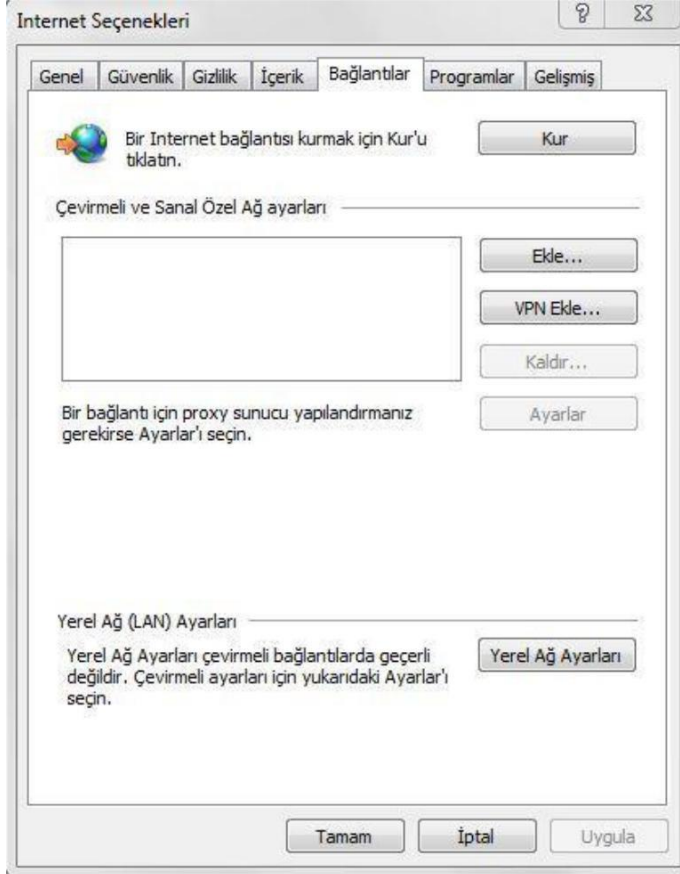 Internet Seçenekleri
Genel Güvenlik Gizlilik İçerik Bağlantılar Programlar Gelişmiş
Bir Internet bağlantısı kurmak için Kur'u
tıklatın.
Kur
Çevirmeli ve Sanal Özel Ağ ayarları
Ekle...
VPN Ekle...
Kaldır...
Bir bağlantı için proxy sunucu yapılandırmanız
gerekirse Ayarlar'ı seçin.
Ayarlar
Yerel Ağ (LAN) Ayarları
Yerel Ağ Ayarları çevirmeli bağlantılarda geçerli
değildir. Çevirmeli ayarları için yukarıdaki Ayarlar'ı
seçin.
Yerel Ağ Ayarları
Tamam İptal Uygula